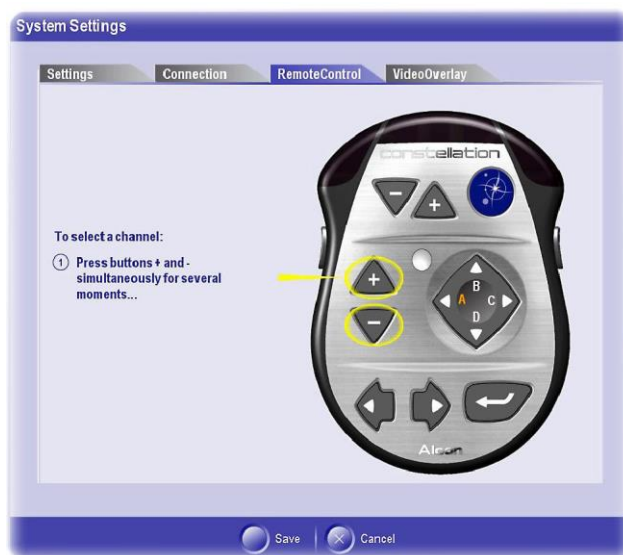 System Settings
Settings Connection RemoteControl VideoOverlay
constellation
− +
To select a channel:
1 Press buttons + and -
simultaneously for several
moments...
+
B
A C
D
−
Alcon
Save Cancel